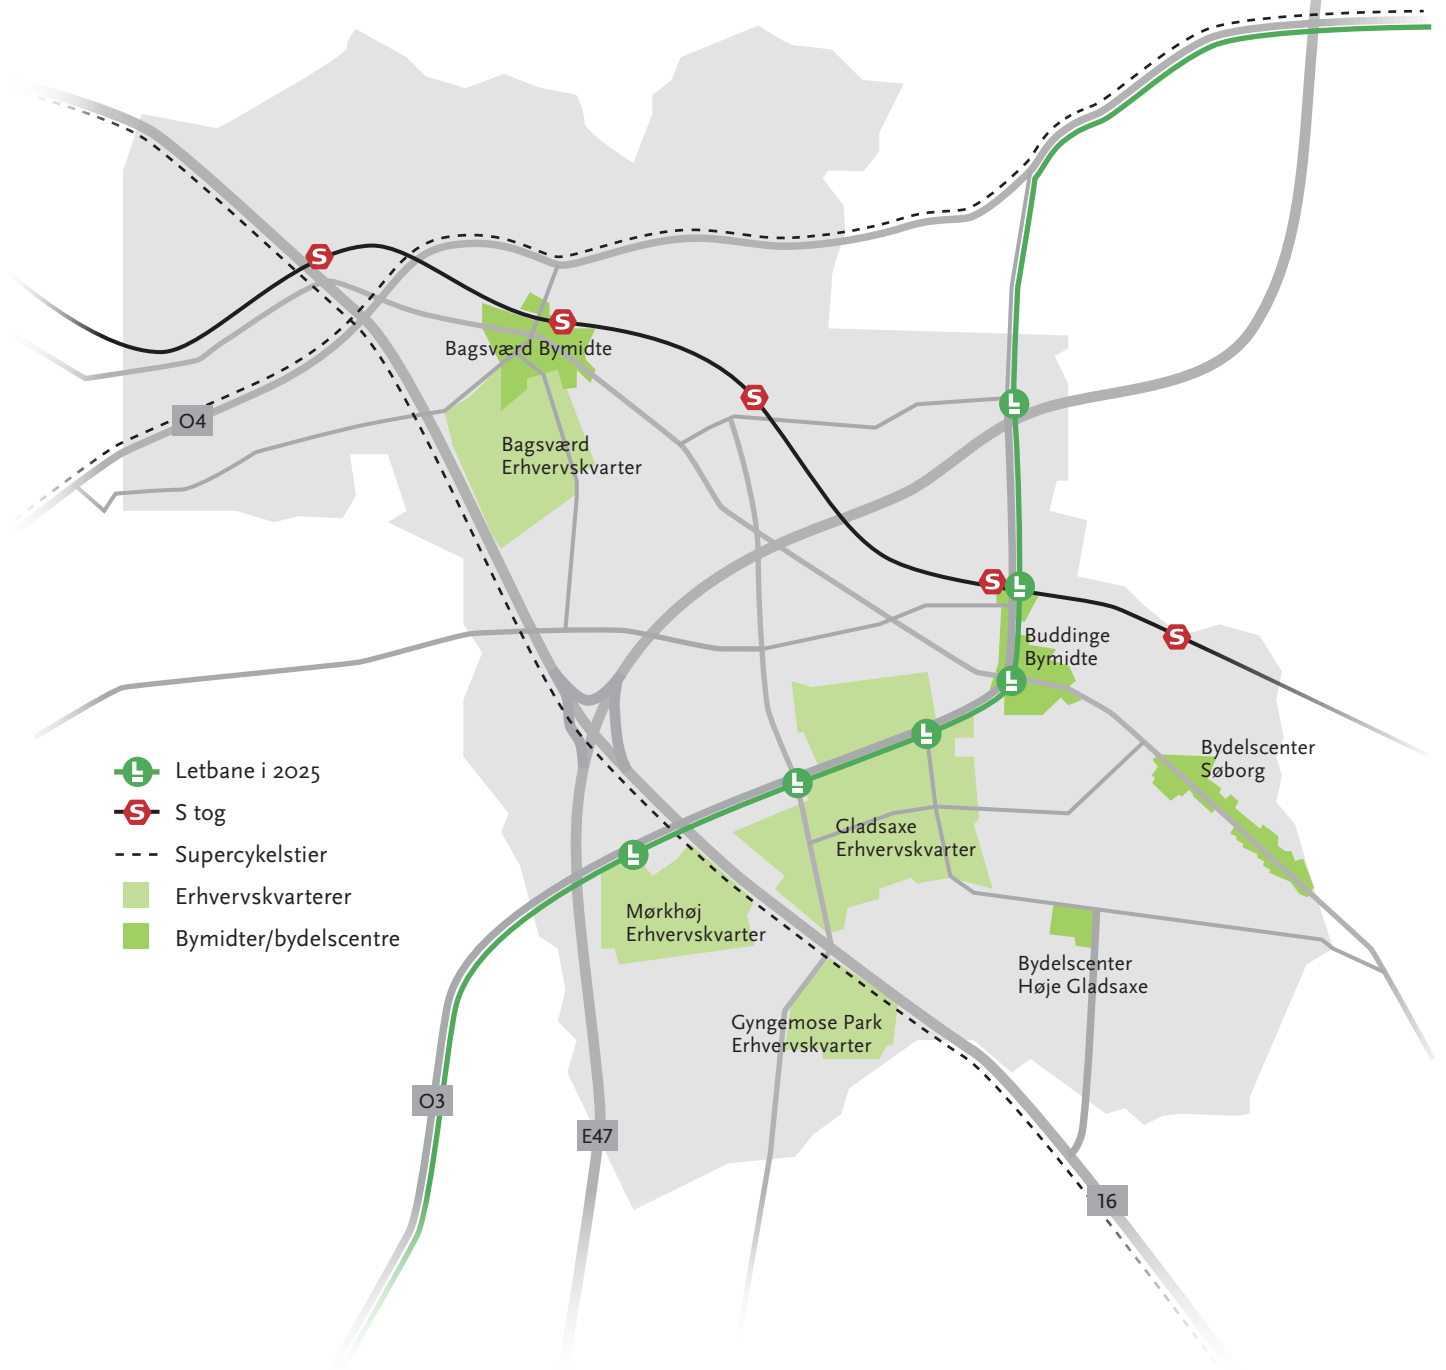 S
S
Bagsværd Bymidte
S
L
O4
Bagsværd
Erhvervskvarter
S
L
S
Buddinge
Bymidte
L
L
Bydelscenter
Søborg
L
L
Letbane i 2025
S
S tog
Supercykelstier
Erhvervskvarterer
Bymidter/bydelscentre
Gladsaxe
Erhvervskvarter
L
Mørkhøj
Erhvervskvarter
Bydelscenter
Høje Gladsaxe
Gyngemose Park
Erhvervskvarter
O3
E47
16